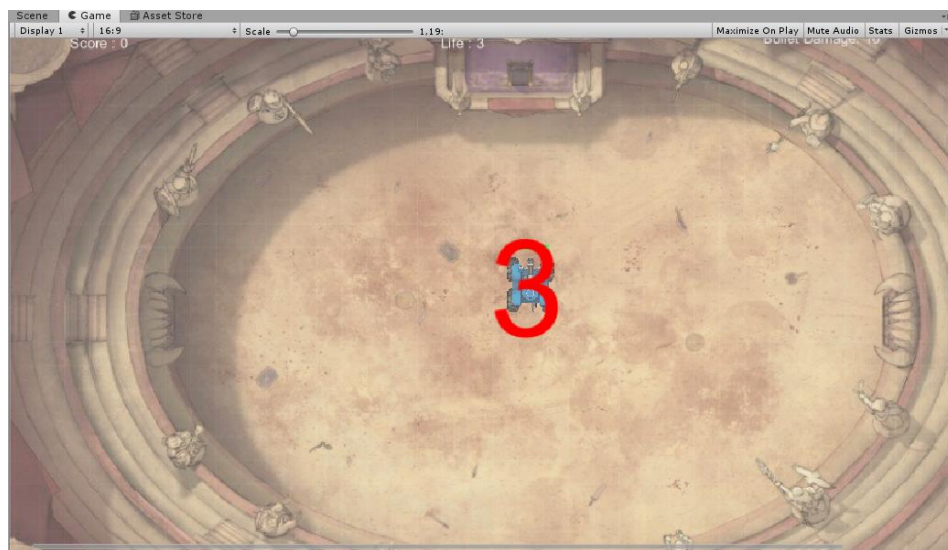 Scene Game Asset Store
Display 1 16:9 Scale 1.19: Maximize On Play Mute Audio Stats Gizmos
Score : 0 Life : 3 Bullet Damage: 10
3